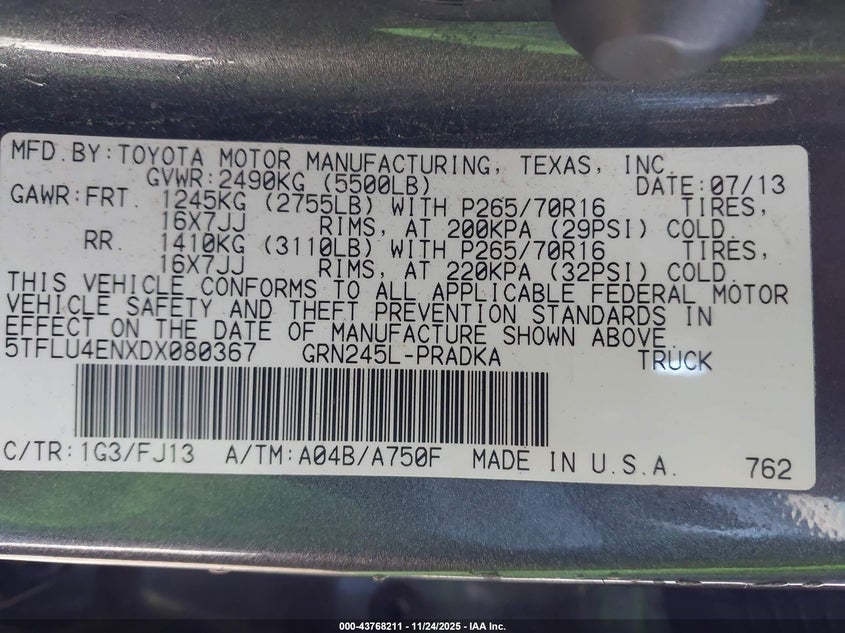 MFD.BY:TOYOTA MOTOR MANUFACTURING, TEXAS, INC.
GVWR:2490KG (5500LB) DATE:07/13
GAWR:FRT. 1245KG (2755LB) WITH P265/70R16 TIRES,
16X7JJ RIMS, AT 200KPA (29PSI) COLD
RR. 1410KG (3110LB) WITH P265/70R16 TIRES,
16X7JJ RIMS, AT 220KPA (32PSI) COLD.
THIS VEHICLE CONFORMS TO ALL APPLICABLE FEDERAL MOTOR
VEHICLE SAFETY AND THEFT PREVENTION STANDARDS IN
EFFECT ON THE DATE OF MANUFACTURE SHOWN ABOVE.
5TFLU4ENXDX080367 GRN245L-PRADKA TRUCK
C/TR:1G3/FJ13 A/TM:A04B/A750F MADE IN U.S.A. 762
000-43768211 - 11/24/2025 - IAA Inc.